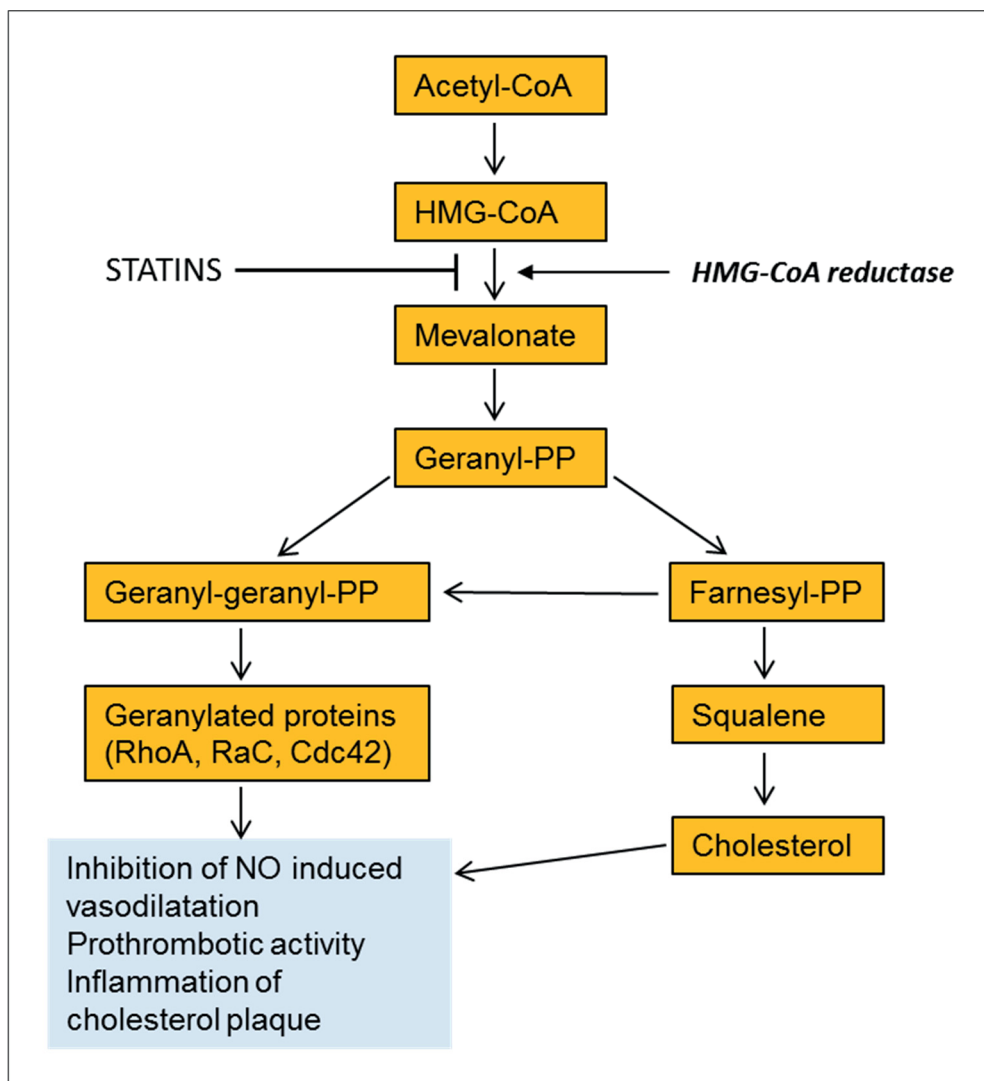 Acetyl-CoA
HMG-CoA
STATINS
HMG-CoA reductase
Mevalonate
Geranyl-PP
Geranyl-geranyl-PP
Farnesyl-PP
Geranylated proteins
(RhoA, RaC, Cdc42)
Squalene
Cholesterol
Inhibition of NO induced
vasodilatation
Prothrombotic activity
Inflammation of
cholesterol plaque